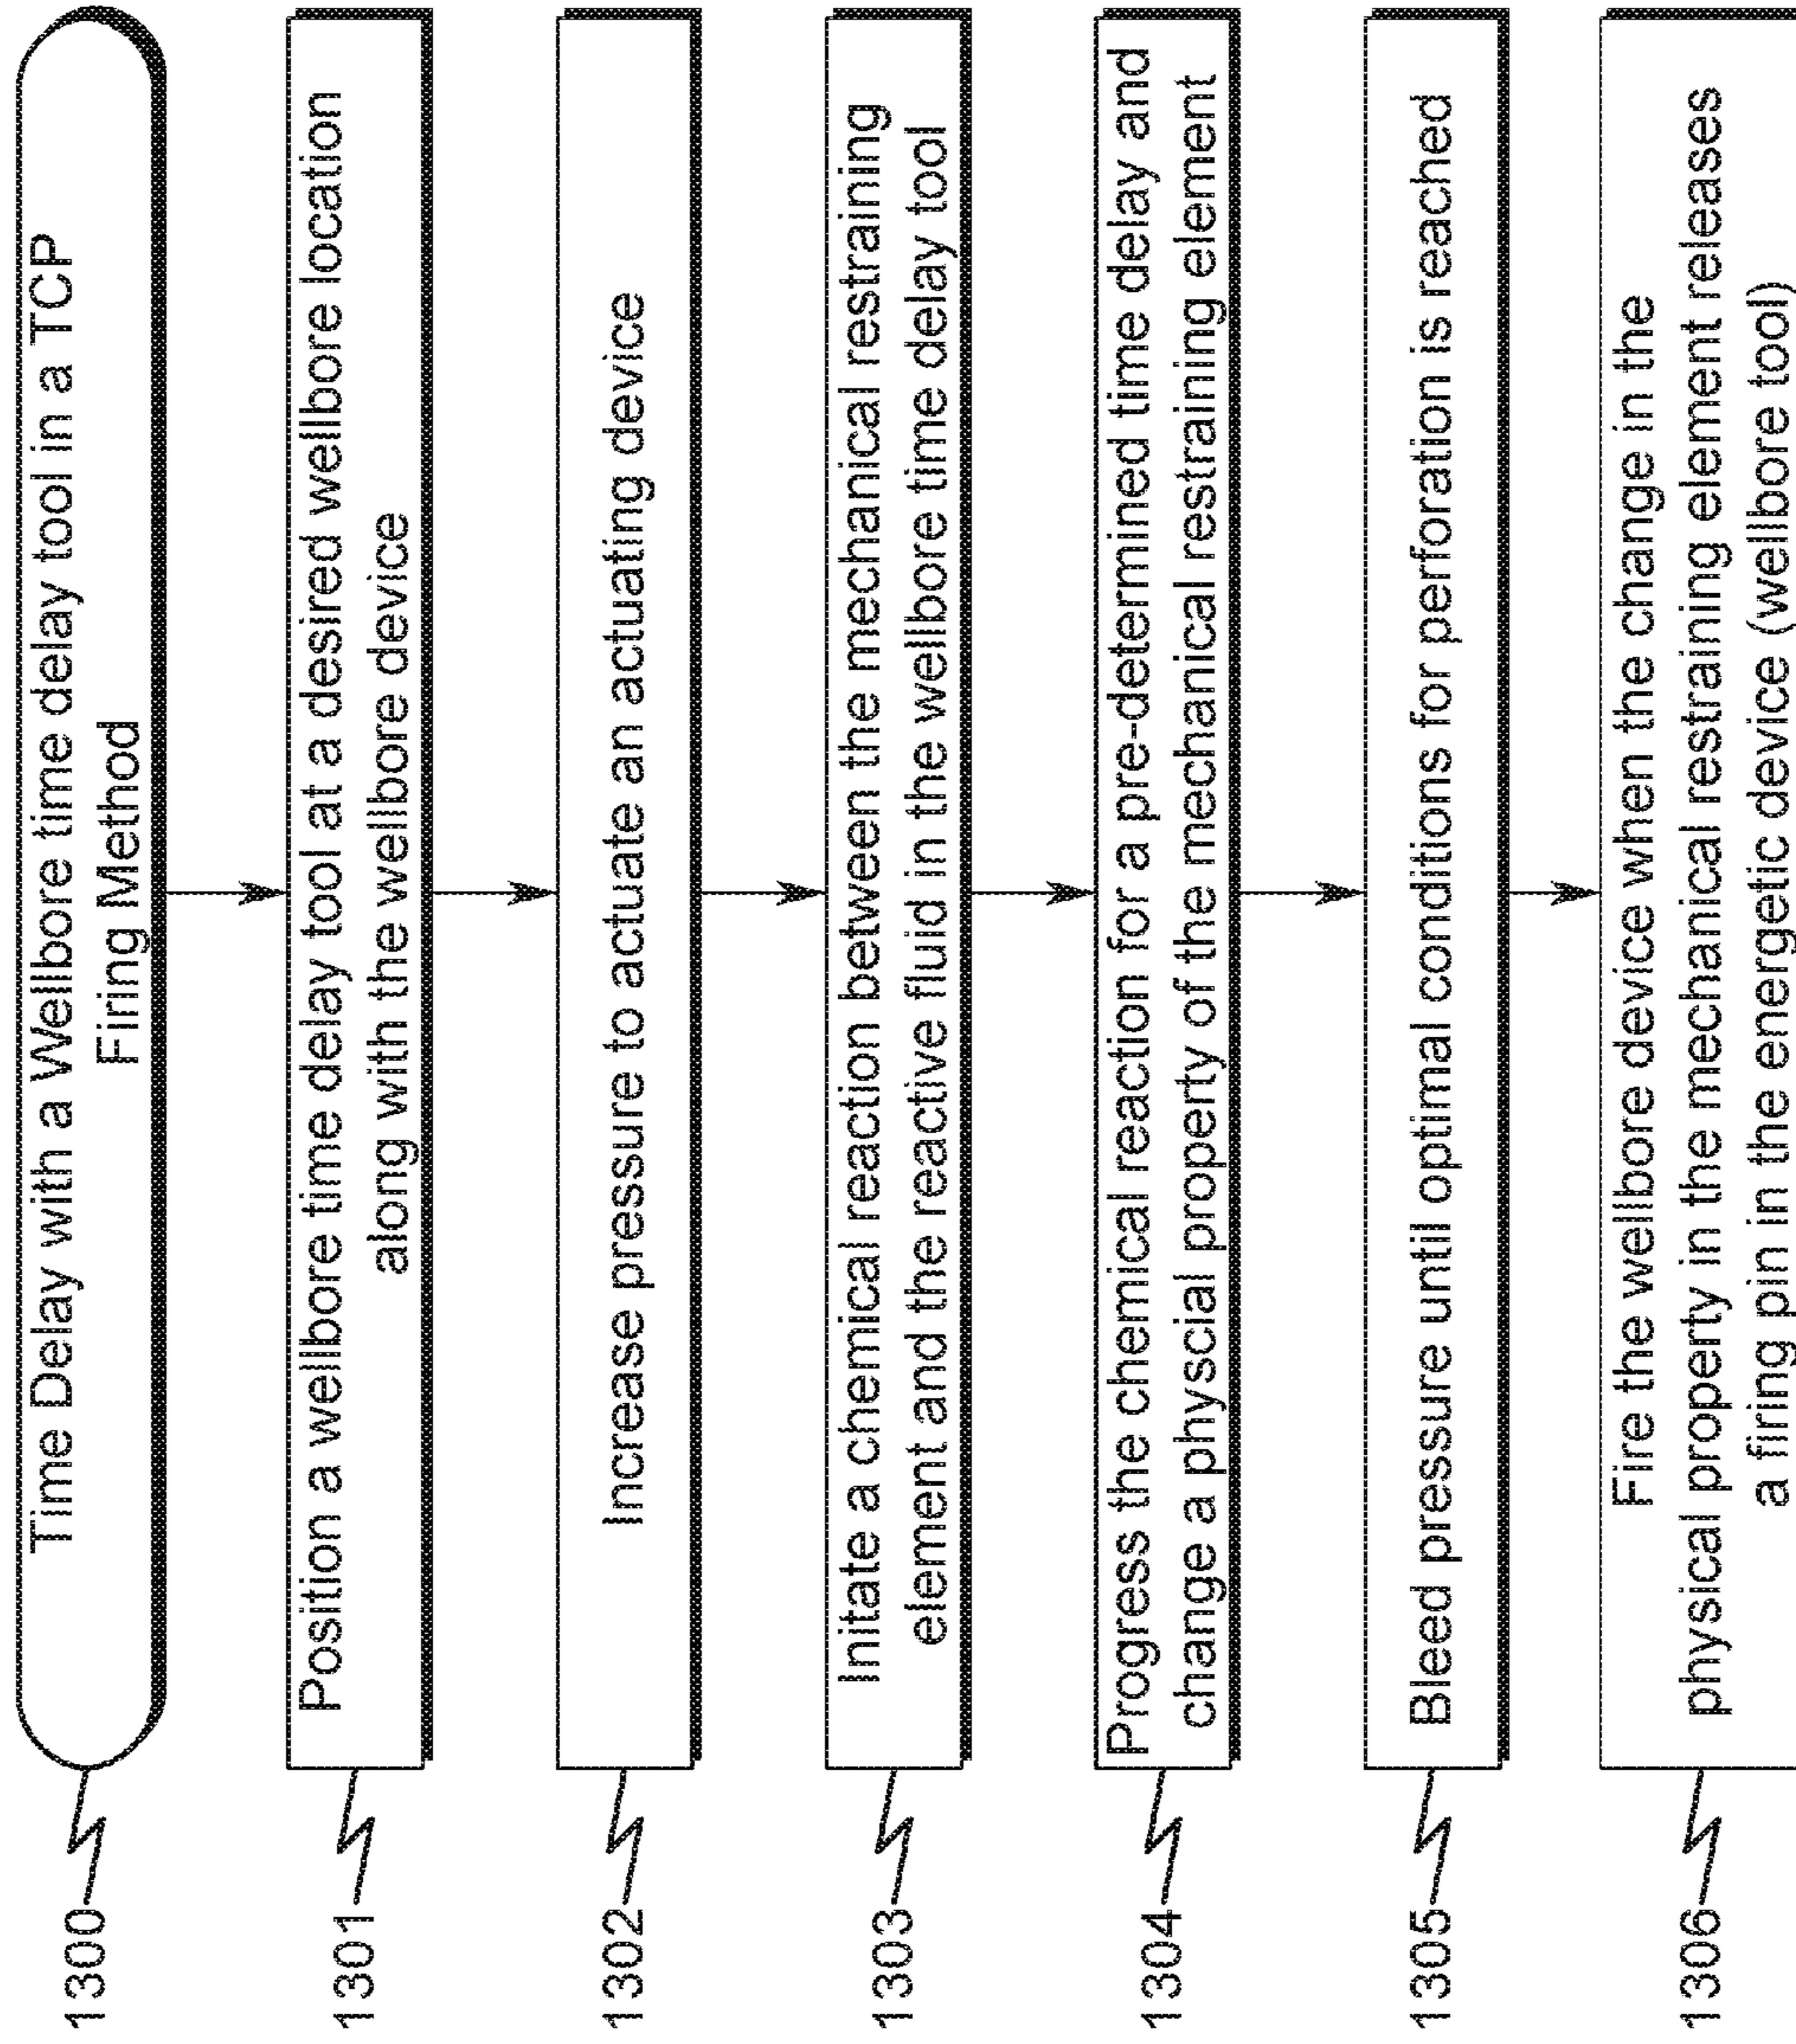 1300
Time Delay with a Wellbore time delay tool in a TCP
Firing Method
1301
Position a wellbore time delay tool at a desired wellbore location
along with the wellbore device
1302
Increase pressure to actuate an actuating device
1303
Initate a chemical reaction between the mechanical restraining
element and the reactive fluid in the wellbore time delay tool
1304
Progress the chemical reaction for a pre-determined time delay and
change a physcial property of the mechanical restraining element
1305
Bleed pressure until optimal conditions for perforation is reached
1306
Fire the wellbore device when the change in the
physical property in the mechanical restraining element releases
a firing pin in the energetic device (wellbore tool)